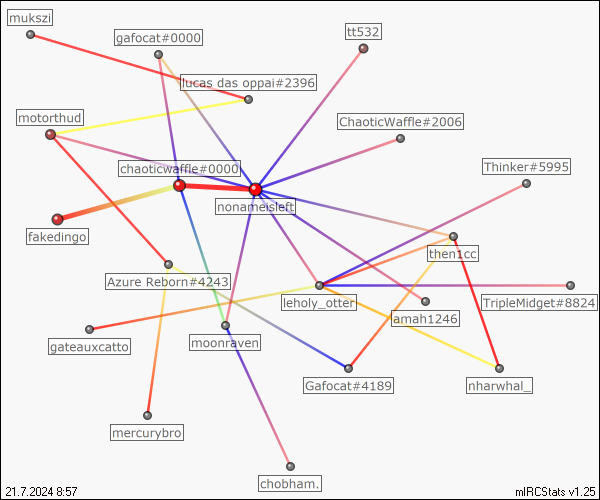 mukszi
gafocat#0000
tt532
lucas das oppai#2396
motorthud
ChaoticWaffle#2006
chaoticwaffle#0000
Thinker#5995
nonameisleft
fakedingo
then1cc
Azure Reborn#4243
leholy_otter
TripleMidget#8824
amah1246
gateauxcatto
moonraven
Gafocat#4189
nharwhal_
mercurybro
chobham.
21.7.2024 8:57
mIRCStats v1.25